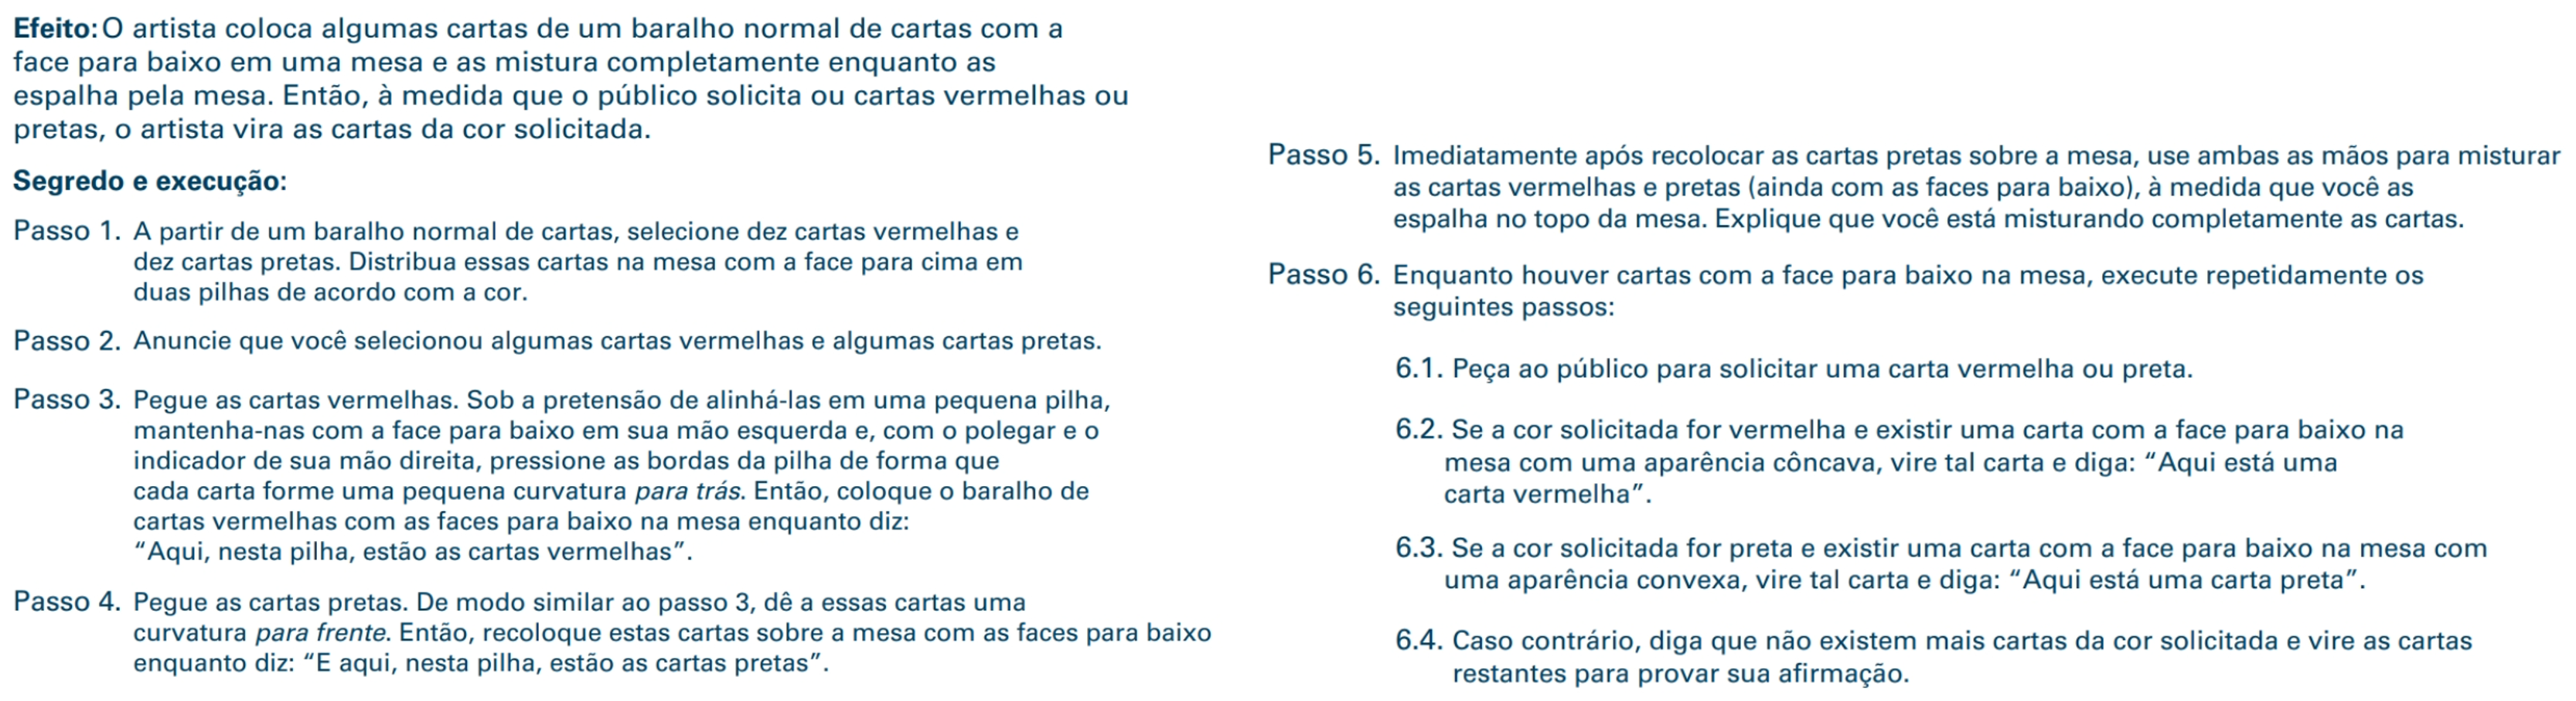 Efeito: O artista coloca algumas cartas de um baralho normal de cartas com a
face para baixo em uma mesa e as mistura completamente enquanto as
espalha pela mesa. Então, à medida que o público solicita ou cartas vermelhas ou
pretas, o artista vira as cartas da cor solicitada.
Segredo e execução:
Passo 1. A partir de um baralho normal de cartas, selecione dez cartas vermelhas e
dez cartas pretas. Distribua essas cartas na mesa com a face para cima em
duas pilhas de acordo com a cor.
Passo 2. Anuncie que você selecionou algumas cartas vermelhas e algumas cartas pretas.
Passo 3. Pegue as cartas vermelhas. Sob a pretensão de alinhá-las em uma pequena pilha,
mantenha-nas com a face para baixo em sua mão esquerda e, com o polegar e o
indicador de sua mão direita, pressione as bordas da pilha de forma que
cada carta forme uma pequena curvatura para trás. Então, coloque o baralho de
cartas vermelhas com as faces para baixo na mesa enquanto diz:
“Aqui, nesta pilha, estão as cartas vermelhas”.
Passo 4. Pegue as cartas pretas. De modo similar ao passo 3, dê a essas cartas uma
curvatura para frente. Então, recoloque estas cartas sobre a mesa com as faces para baixo
enquanto diz: “E aqui, nesta pilha, estão as cartas pretas”.
Passo 5. Imediatamente após recolocar as cartas pretas sobre a mesa, use ambas as mãos para misturar
as cartas vermelhas e pretas (ainda com as faces para baixo), à medida que você as
espalha no topo da mesa. Explique que você está misturando completamente as cartas.
Passo 6. Enquanto houver cartas com a face para baixo na mesa, execute repetidamente os
seguintes passos:
6.1. Peça ao público para solicitar uma carta vermelha ou preta.
6.2. Se a cor solicitada for vermelha e existir uma carta com a face para baixo na
mesa com uma aparência côncava, vire tal carta e diga: “Aqui está uma
carta vermelha”.
6.3. Se a cor solicitada for preta e existir uma carta com a face para baixo na mesa com
uma aparência convexa, vire tal carta e diga: “Aqui está uma carta preta”.
6.4. Caso contrário, diga que não existem mais cartas da cor solicitada e vire as cartas
restantes para provar sua afirmação.